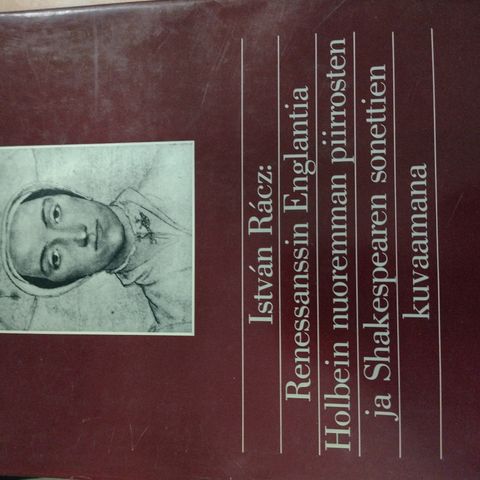 István Rácz:
Renessanssin Englantia
Holbein nuoremman piirrosten
ja Shakespearen sonettien
kuvaamana